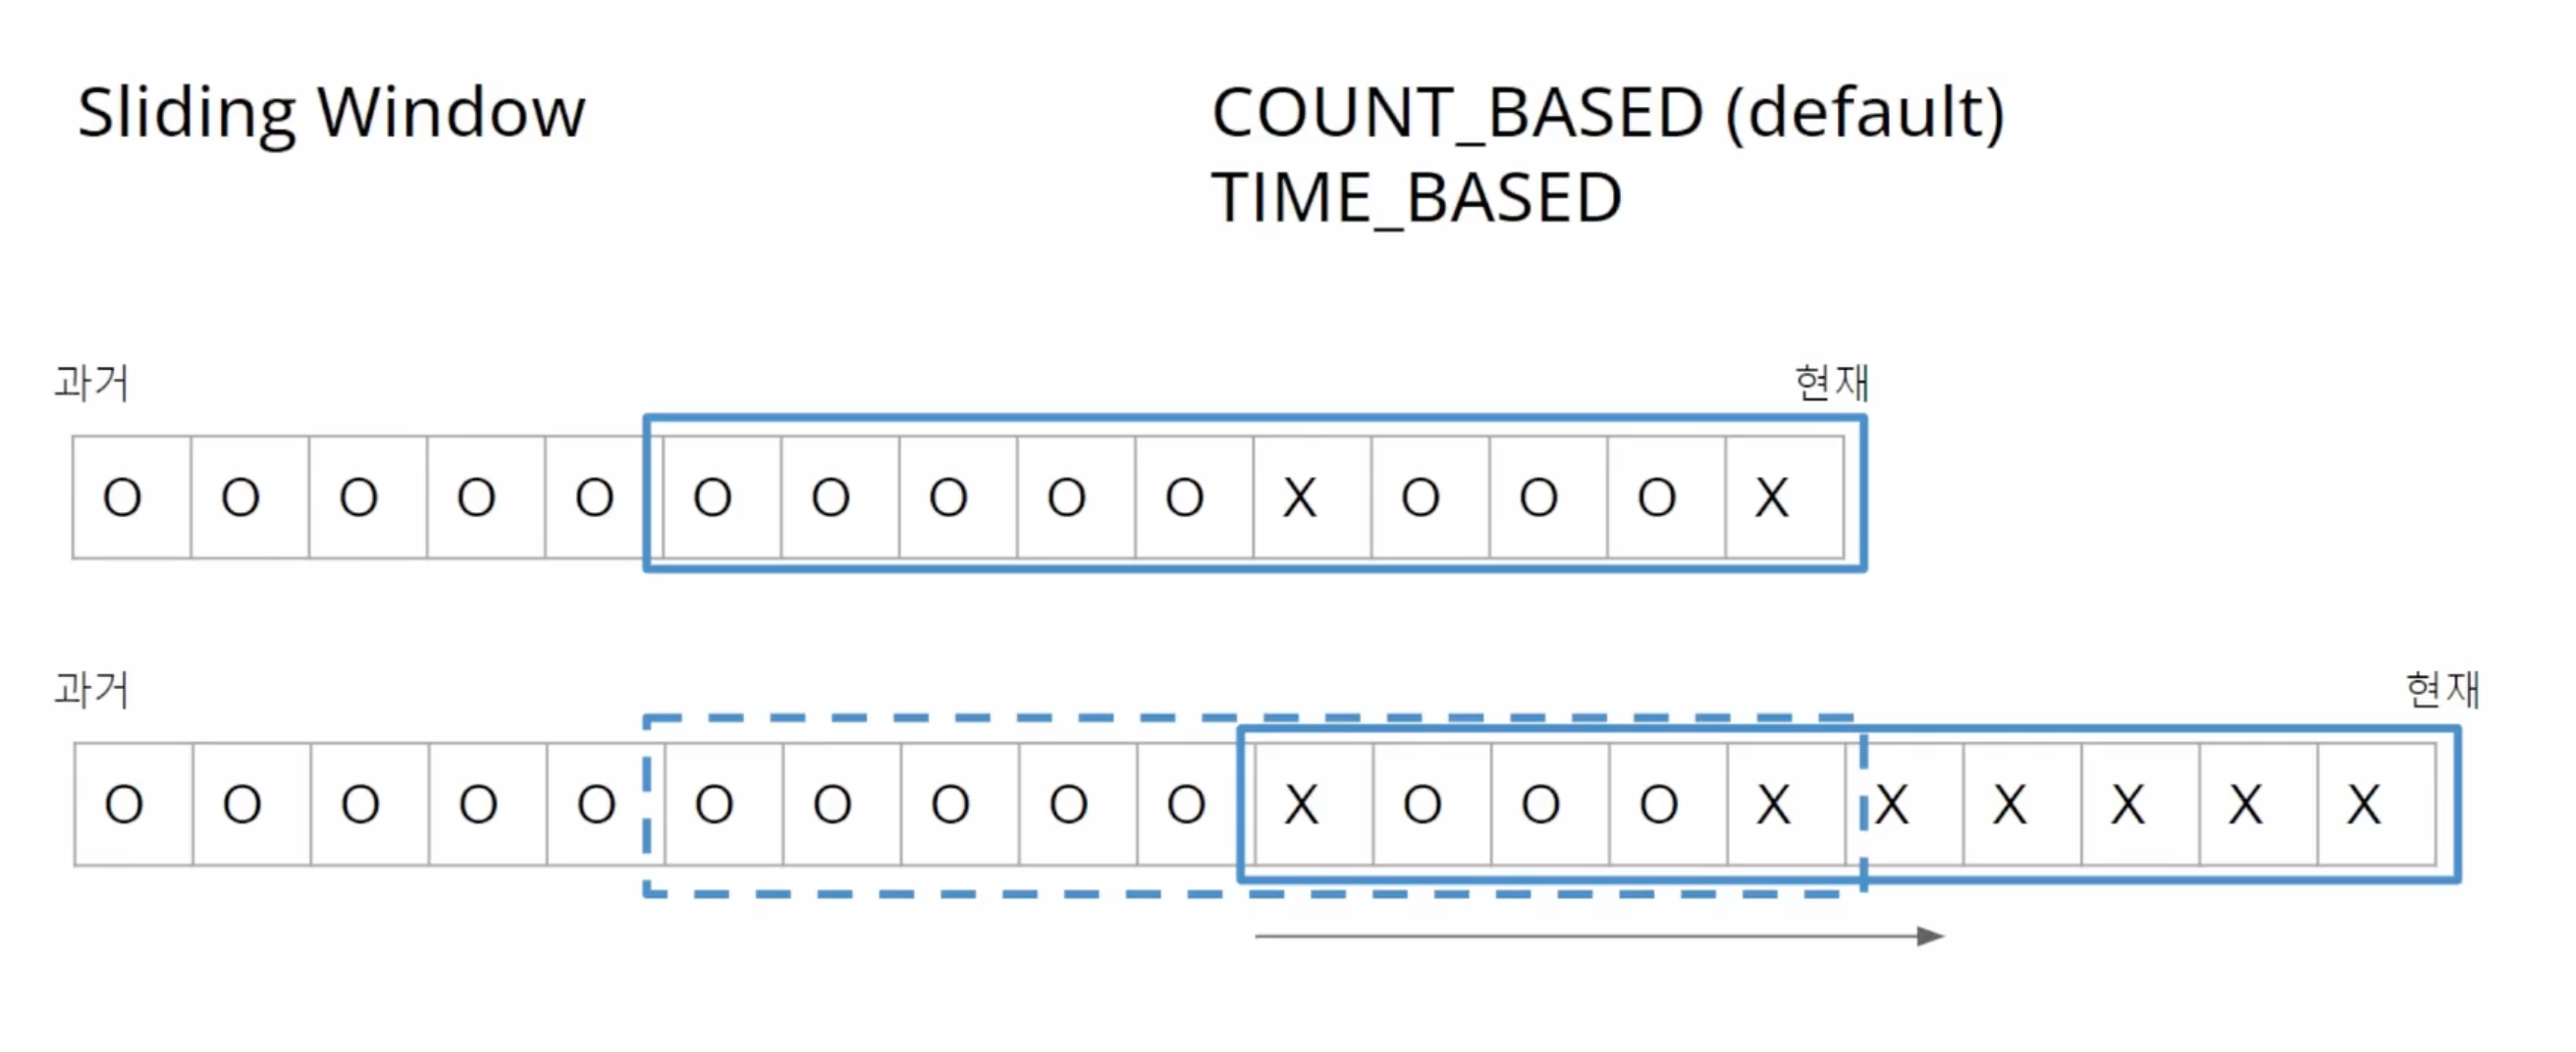 Sliding Window
COUNT_BASED (default)
TIME_BASED
과거 현재
O O O O O O O O O O X O O O X
과거 현재
O O O O O O O O O O X O O O X X X X X X